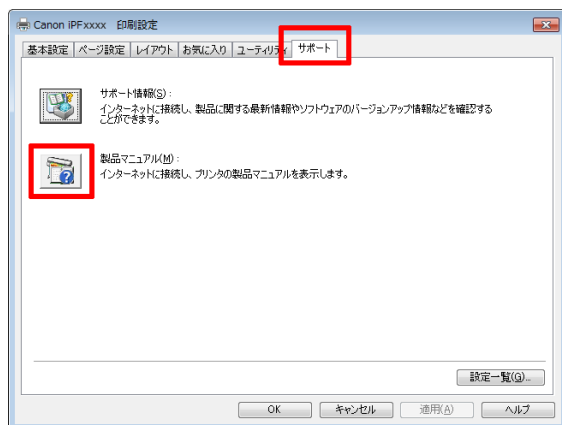 Canon iPFxxxx 印刷設定
基本設定 ページ設定 レイアウト お気に入り ユーティリティ サポート
サポート情報(S) :
インターネットに接続し、製品に関する最新情報やソフトウェアのバージョンアップ情報などを確認する
ことができます。
製品マニュアル(M) :
インターネットに接続し、プリンタの製品マニュアルを表示します。
設定一覧(G)...
OK キャンセル 適用(A) ヘルプ